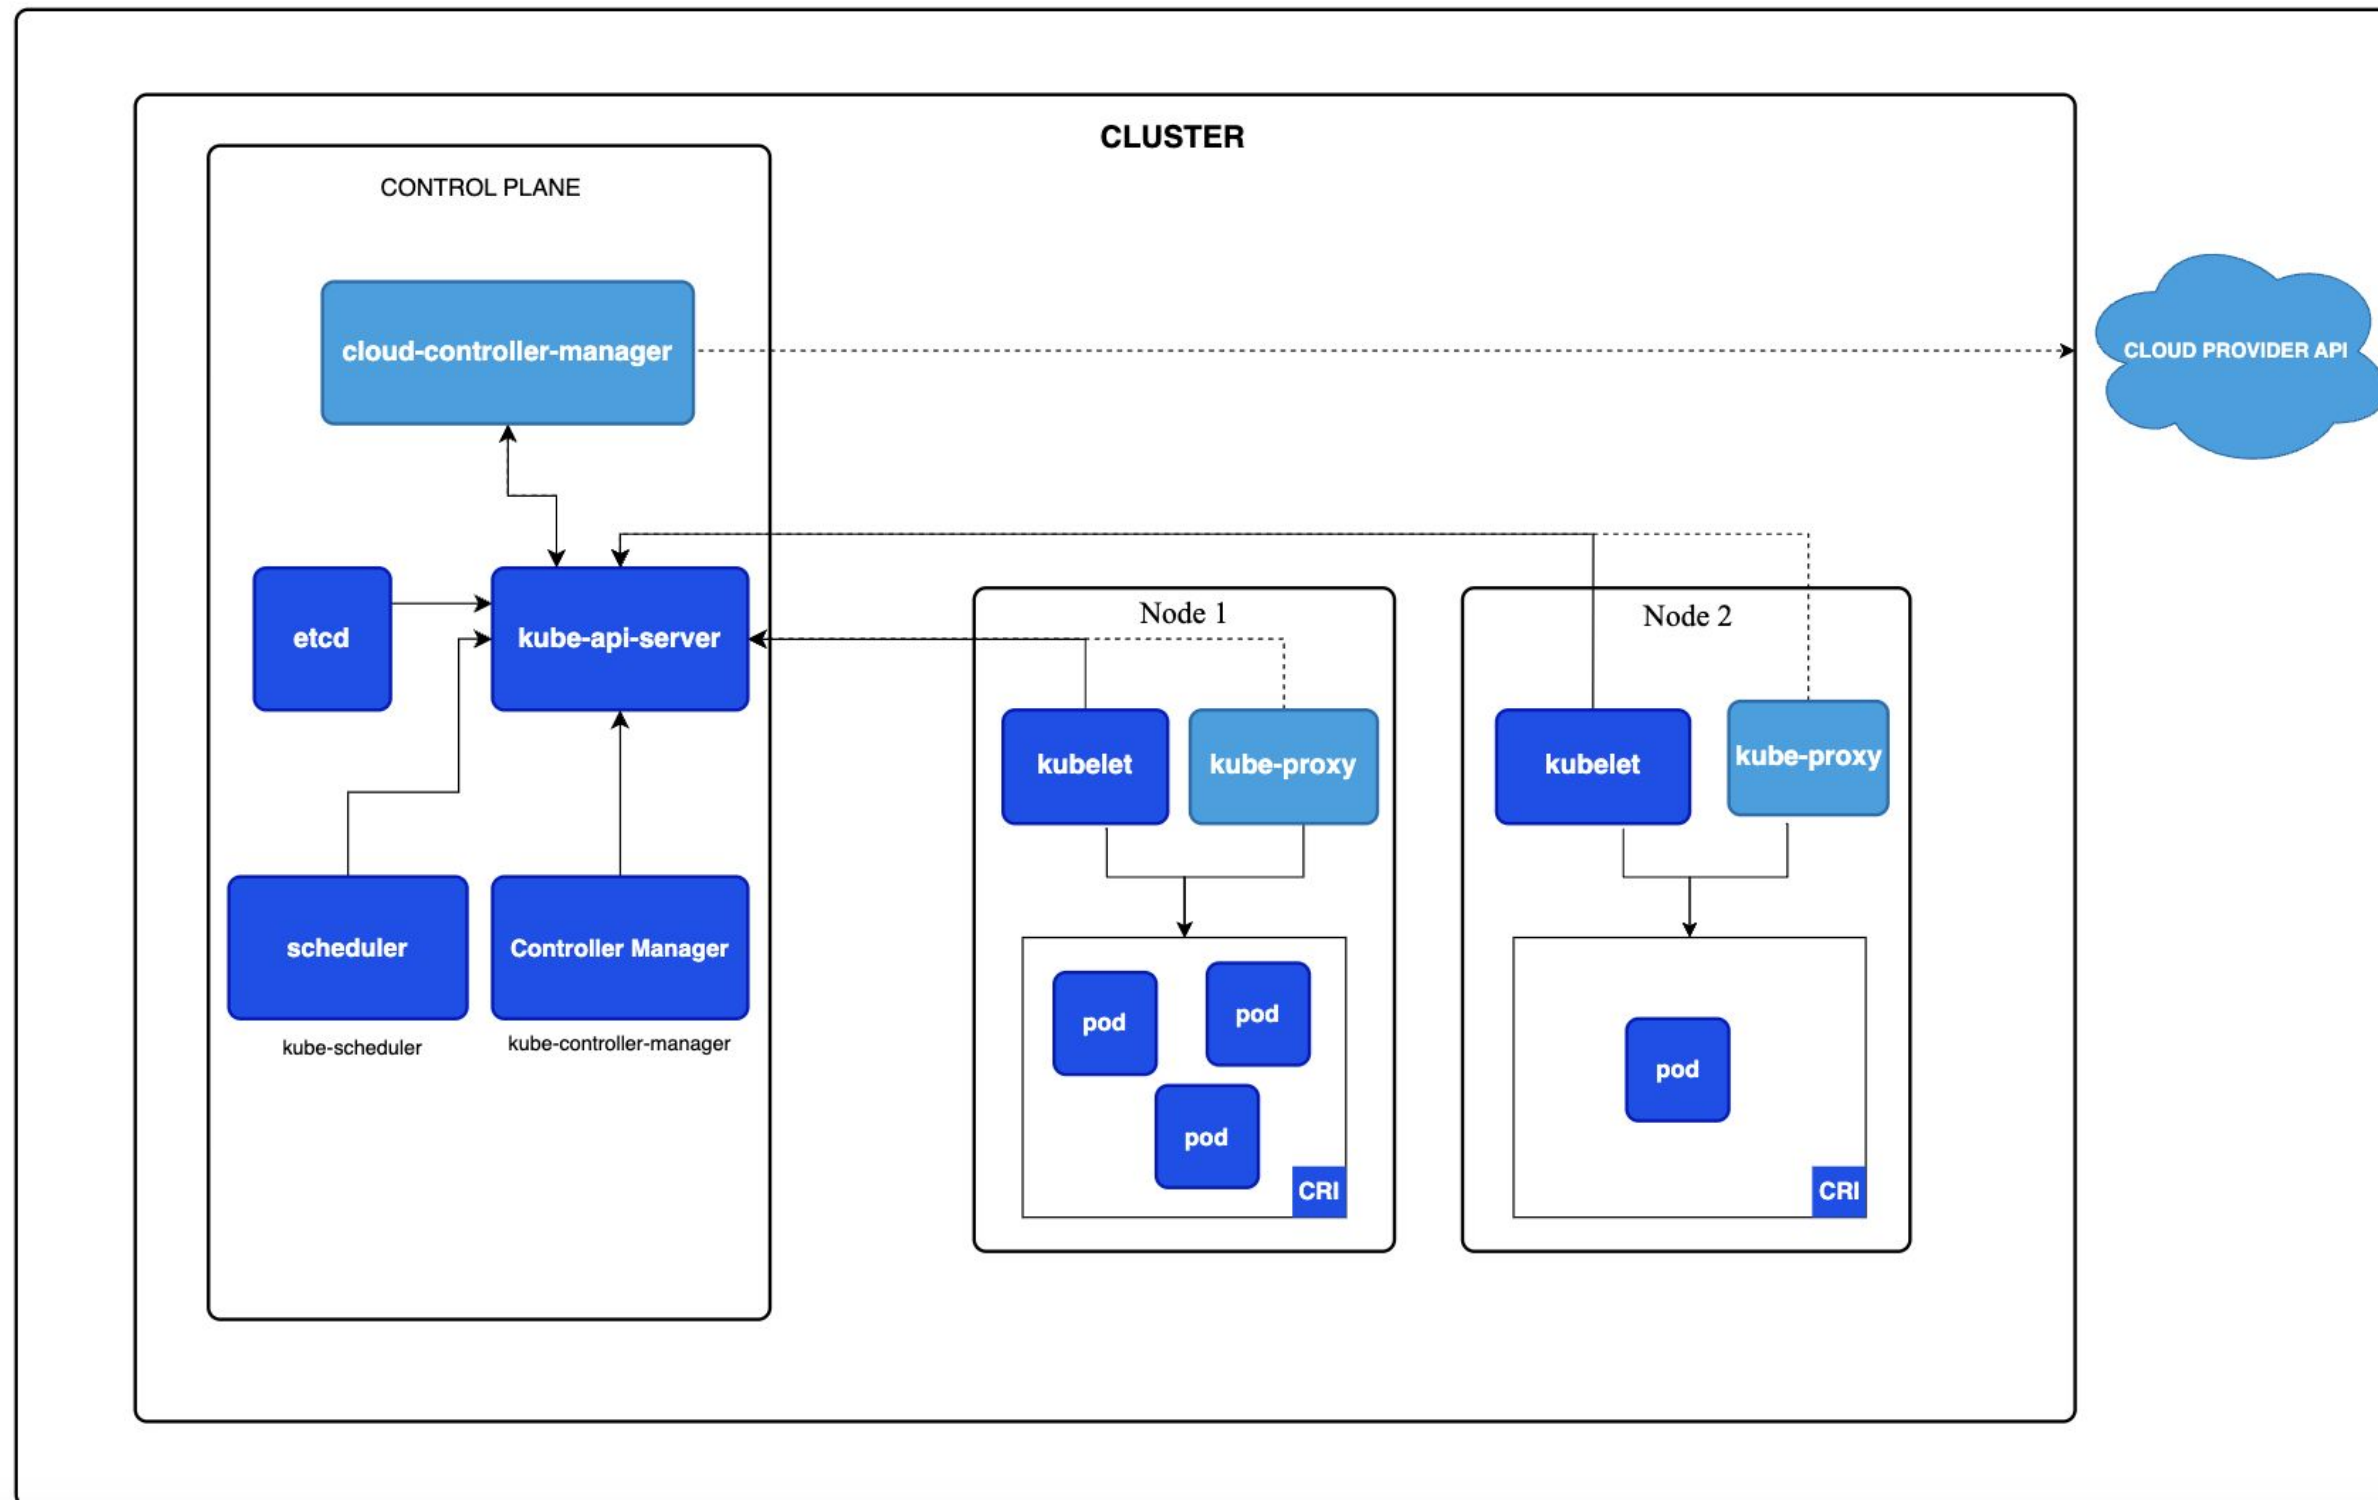 CLUSTER
CONTROL PLANE
cloud-controller-manager
CLOUD PROVIDER API
etcd
kube-api-server
scheduler
Controller Manager
kube-scheduler
kube-controller-manager
Node 1
kubelet
kube-proxy
pod
pod
pod
CRI
Node 2
kubelet
kube-proxy
pod
CRI